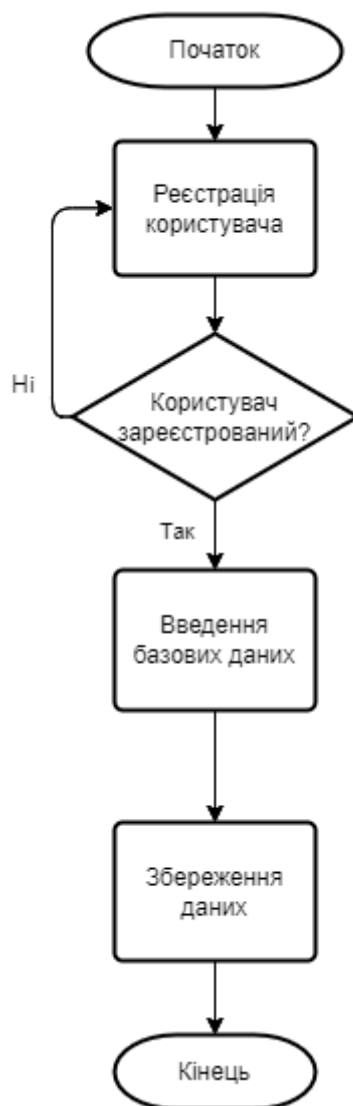 Початок
Реєстрація
користувача
Ні
Користувач
зареєстрований?
Так
Введення
базових даних
Збереження
даних
Кінець